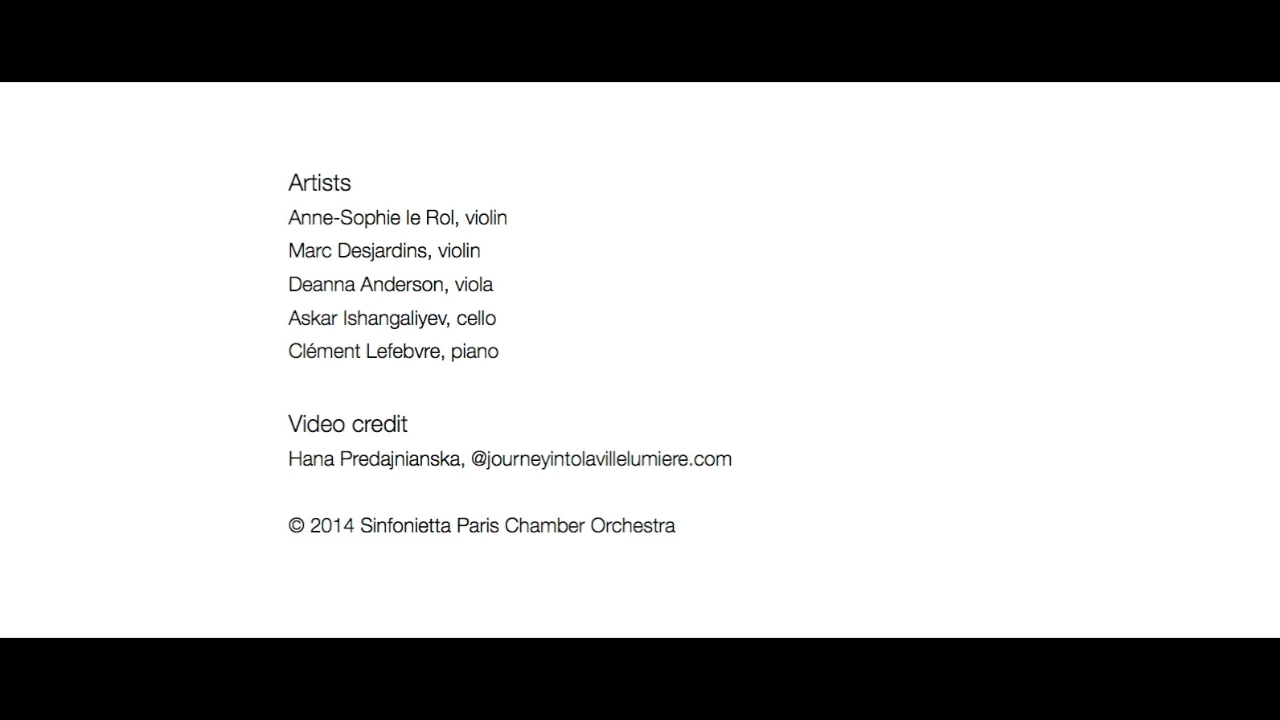 Artists
Anne-Sophie le Rol, violin
Marc Desjardins, violin
Deanna Anderson, viola
Askar Ishangaliyev, cello
Clément Lefebvre, piano
Video credit
Hana Predajnianska, @journeyintolavillelumiere.com
© 2014 Sinfonietta Paris Chamber Orchestra